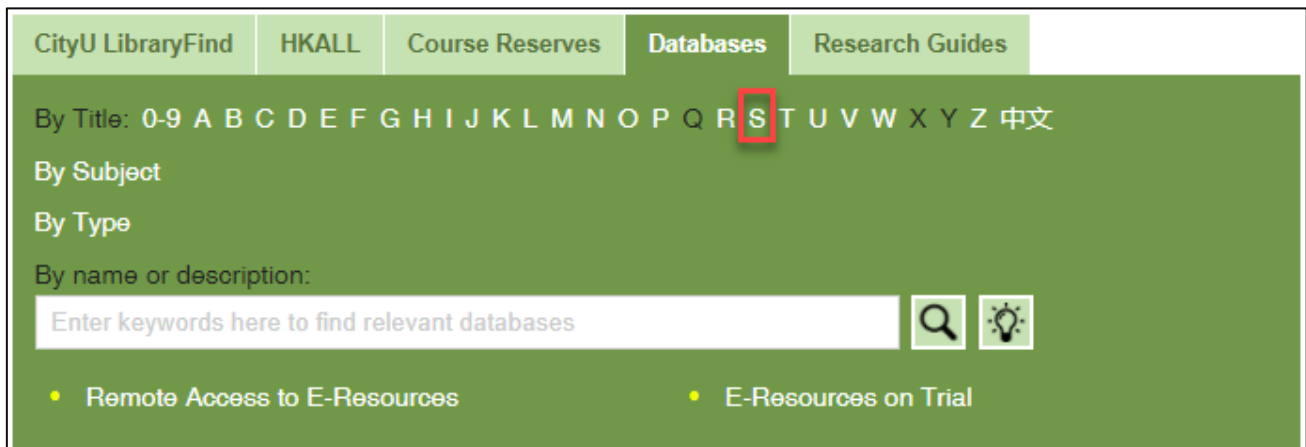 CityU LibraryFind HKALL Course Reserves Databases Research Guides
By Title: 0-9 A B C D E F G H I J K L M N O P Q R S T U V W X Y Z 中文
By Subject
By Type
By name or description:
Enter keywords here to find relevant databases
Remote Access to E-Resources E-Resources on Trial